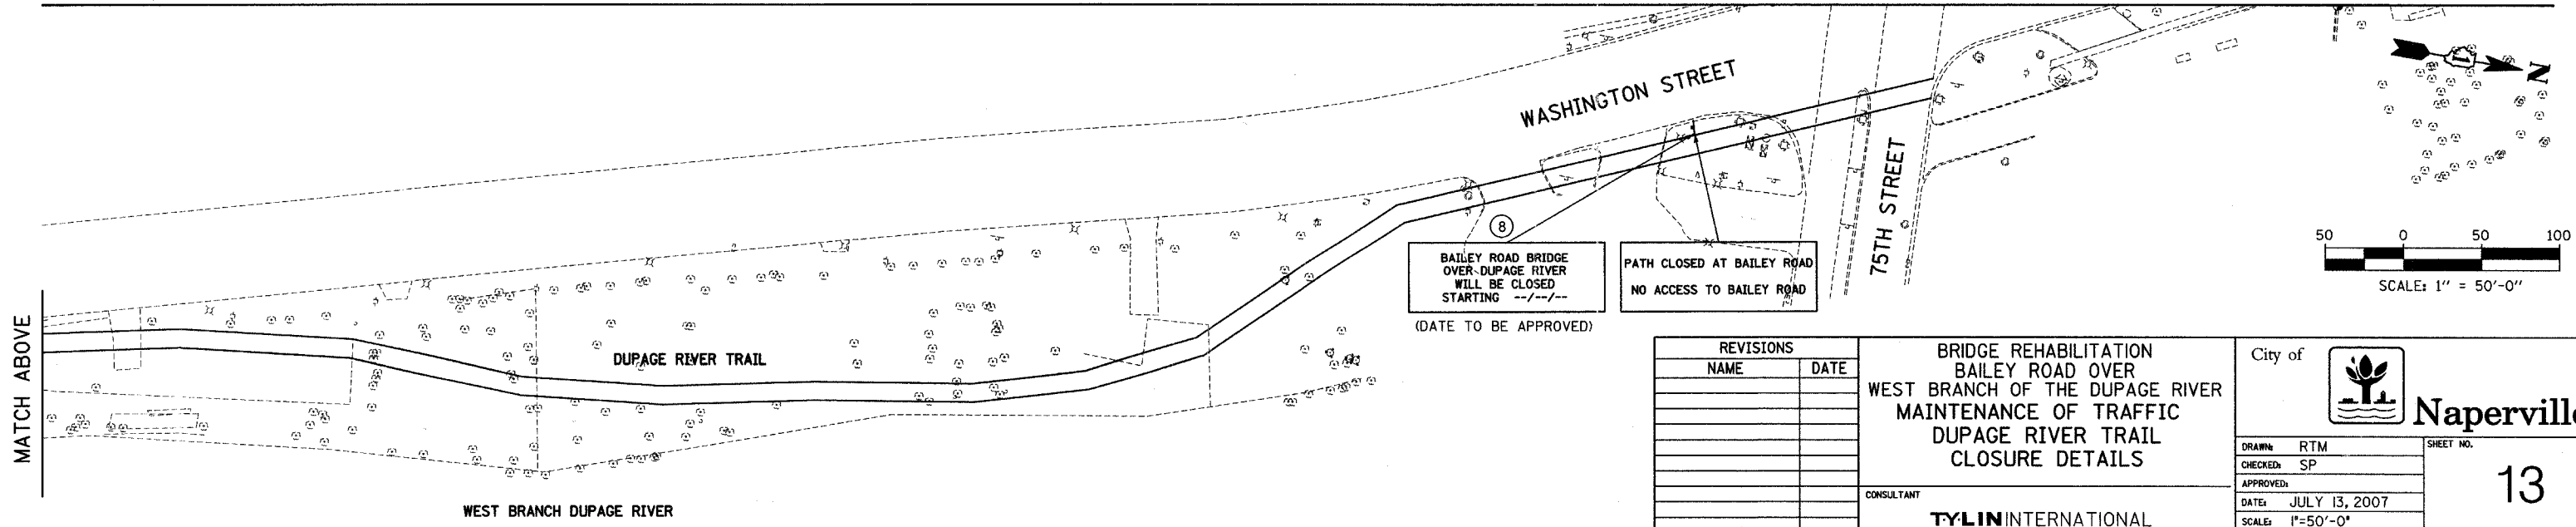 WASHINGTON STREET
N
75TH STREET
50 0 50 100
SCALE: 1" = 50'-0"
8
BAILEY ROAD BRIDGE
OVER DUPAGE RIVER
WILL BE CLOSED
STARTING --/--/--
(DATE TO BE APPROVED)
PATH CLOSED AT BAILEY ROAD
NO ACCESS TO BAILEY ROAD
MATCH ABOVE
DUPAGE RIVER TRAIL
WEST BRANCH DUPAGE RIVER
REVISIONS
NAME DATE
BRIDGE REHABILITATION
BAILEY ROAD OVER
WEST BRANCH OF THE DUPAGE RIVER
MAINTENANCE OF TRAFFIC
DUPAGE RIVER TRAIL
CLOSURE DETAILS
CONSULTANT
TYLIN INTERNATIONAL
City of
Naperville
DRAWN: RTM
CHECKED: SP
APPROVED:
DATE: JULY 13, 2007
SCALE: 1"=50'-0"
SHEET NO.
13